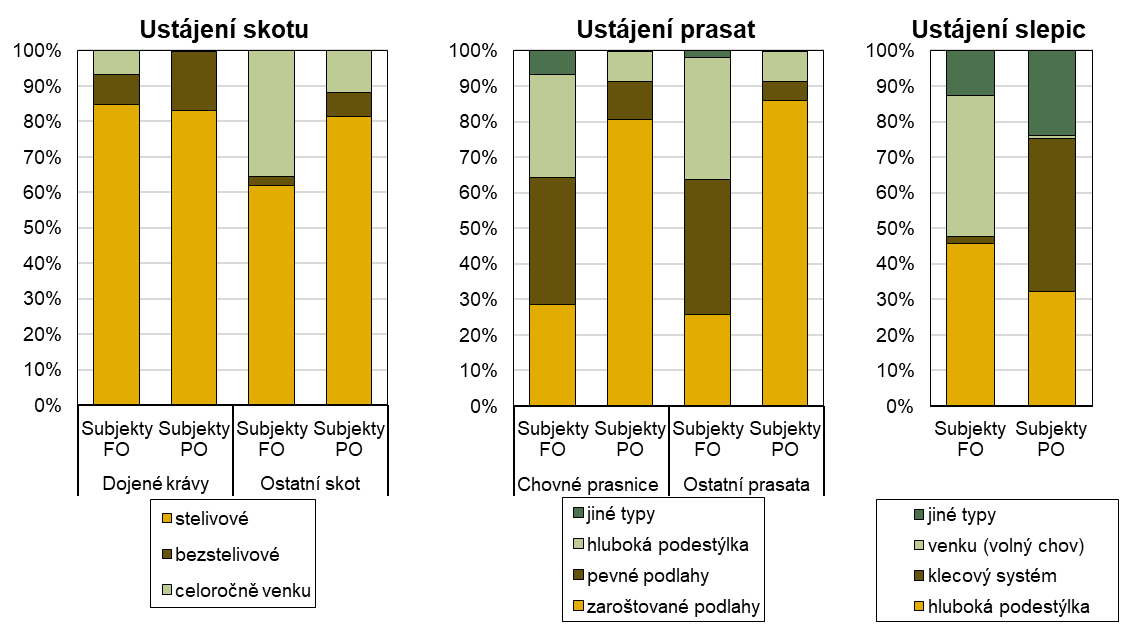 Ustájení skotu
100%
90%
80%
70%
60%
50%
40%
30%
20%
10%
0%
Subjekty FO
Subjekty PO
Subjekty FO
Subjekty PO
Dojené krávy
Ostatní skot
stelivové
bezstelivové
celoročně venku
Ustájení prasat
100%
90%
80%
70%
60%
50%
40%
30%
20%
10%
0%
Subjekty FO
Subjekty PO
Subjekty FO
Subjekty PO
Chovné prasnice
Ostatní prasata
jiné typy
hluboká podestýlka
pevné podlahy
zaroštované podlahy
Ustájení slepic
100%
90%
80%
70%
60%
50%
40%
30%
20%
10%
0%
Subjekty FO
Subjekty PO
jiné typy
venku (volný chov)
klecový systém
hluboká podestýlka